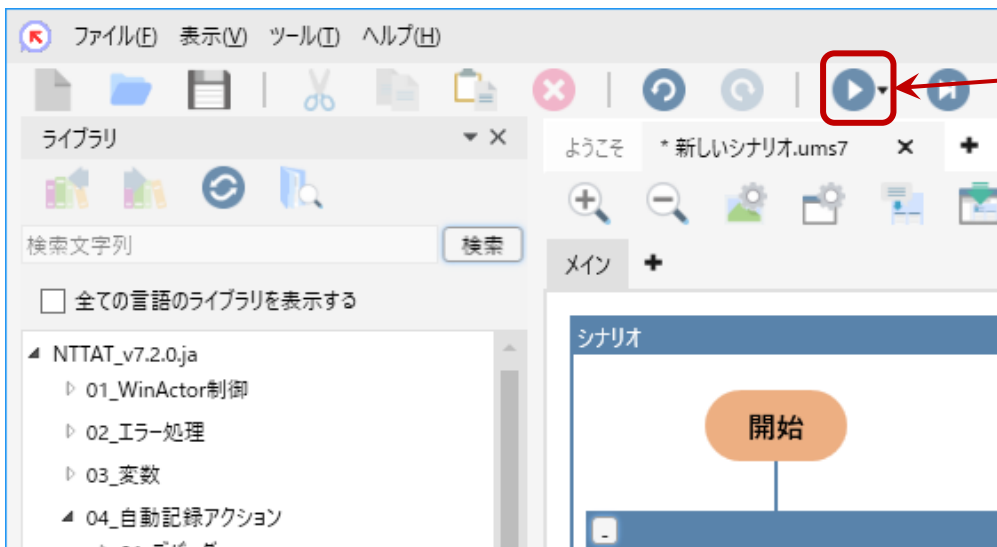 ファイル(F) 表示(V) ツール(T) ヘルプ(H)
ライブラリ
検索文字列
検索
全ての言語のライブラリを表示する
NTTAT_v7.2.0.ja
01_WinActor制御
02_エラー処理
03_変数
04_自動記録アクション
ようこそ
* 新しいシナリオ.ums7
メイン
シナリオ
開始